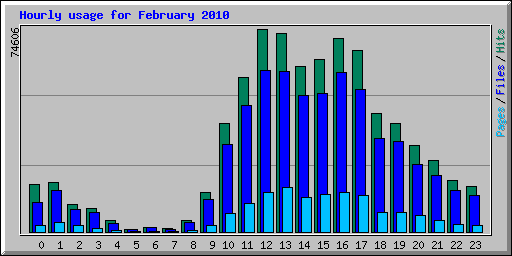 Hourly usage for February 2010
74606
Pages/Files/Hits
0 1 2 3 4 5 6 7 8 9 10 11 12 13 14 15 16 17 18 19 20 21 22 23